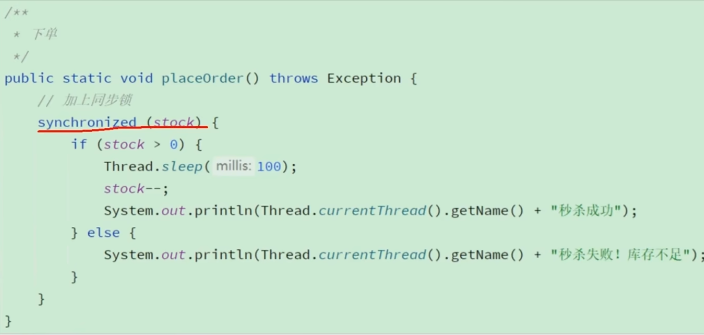 /**
 * 下单
 */
public static void placeOrder() throws Exception {
    // 加上同步锁
    synchronized (stock) {
        if (stock > 0) {
            Thread.sleep( millis: 100);
            stock--;
            System.out.println(Thread.currentThread().getName() + "秒杀成功");
        } else {
            System.out.println(Thread.currentThread().getName() + "秒杀失败！库存不足");
        }
    }
}